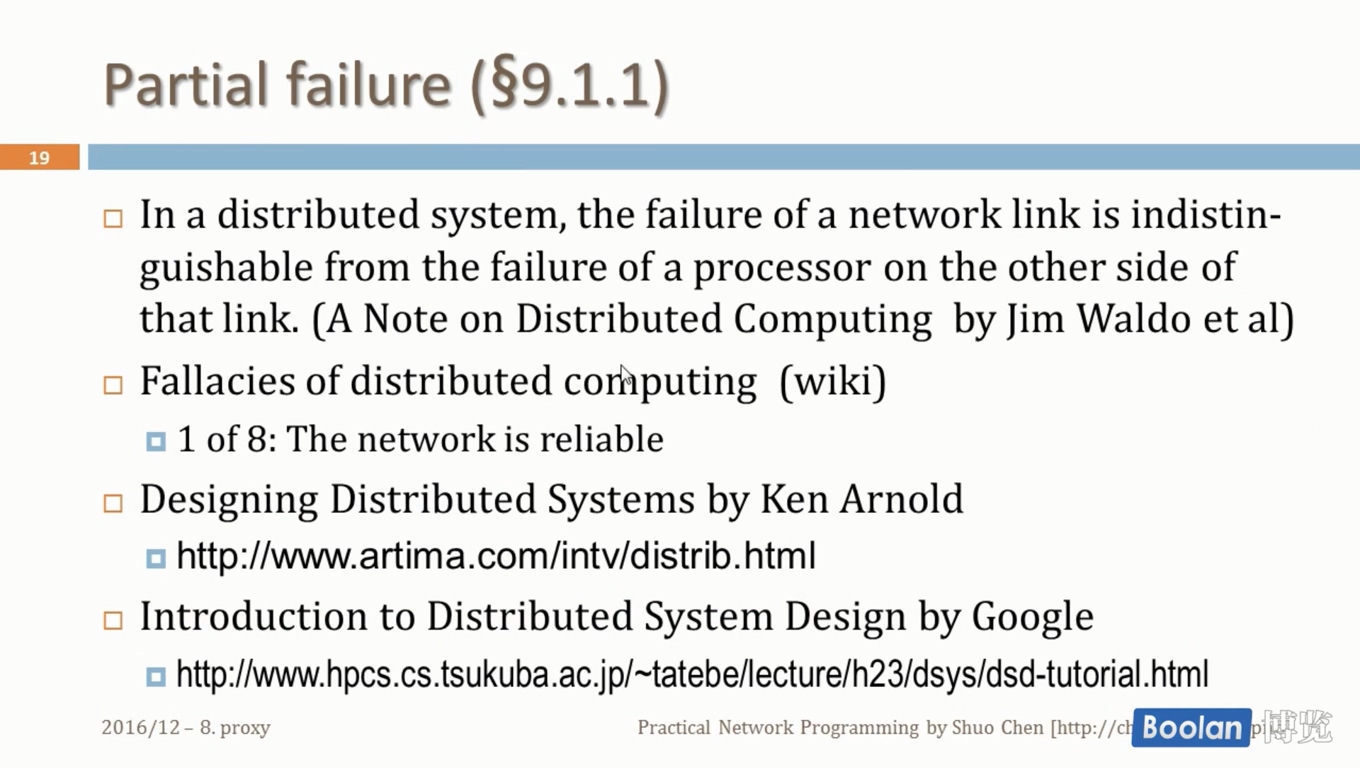 Partial failure (§9.1.1)
19
In a distributed system, the failure of a network link is indistin-
guishable from the failure of a processor on the other side of
that link. (A Note on Distributed Computing by Jim Waldo et al)
Fallacies of distributed computing (wiki)
1 of 8: The network is reliable
Designing Distributed Systems by Ken Arnold
http://www.artima.com/intv/distrib.html
Introduction to Distributed System Design by Google
http://www.hpcs.cs.tsukuba.ac.jp/~tatebe/lecture/h23/dsys/dsd-tutorial.html
2016/12 – 8. proxy
Practical Network Programming by Shuo Chen [http://ch
Boolan 博览